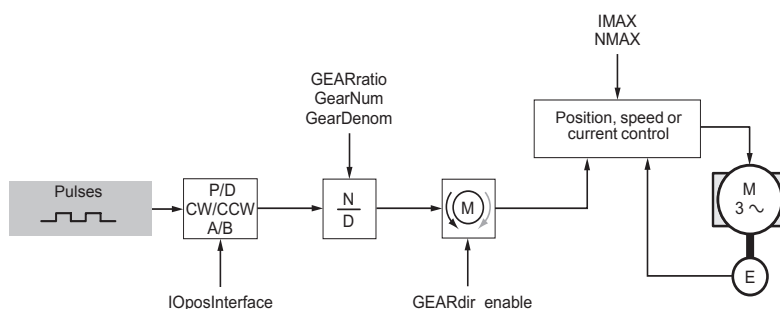 IMAX
NMAX
GEARratio
GearNum
GearDenom
Position, speed or
current control
Pulses
P/D
CW/CCW
A/B
N
D
M
M
3 ~
E
IOposInterface
GEARdir_enable